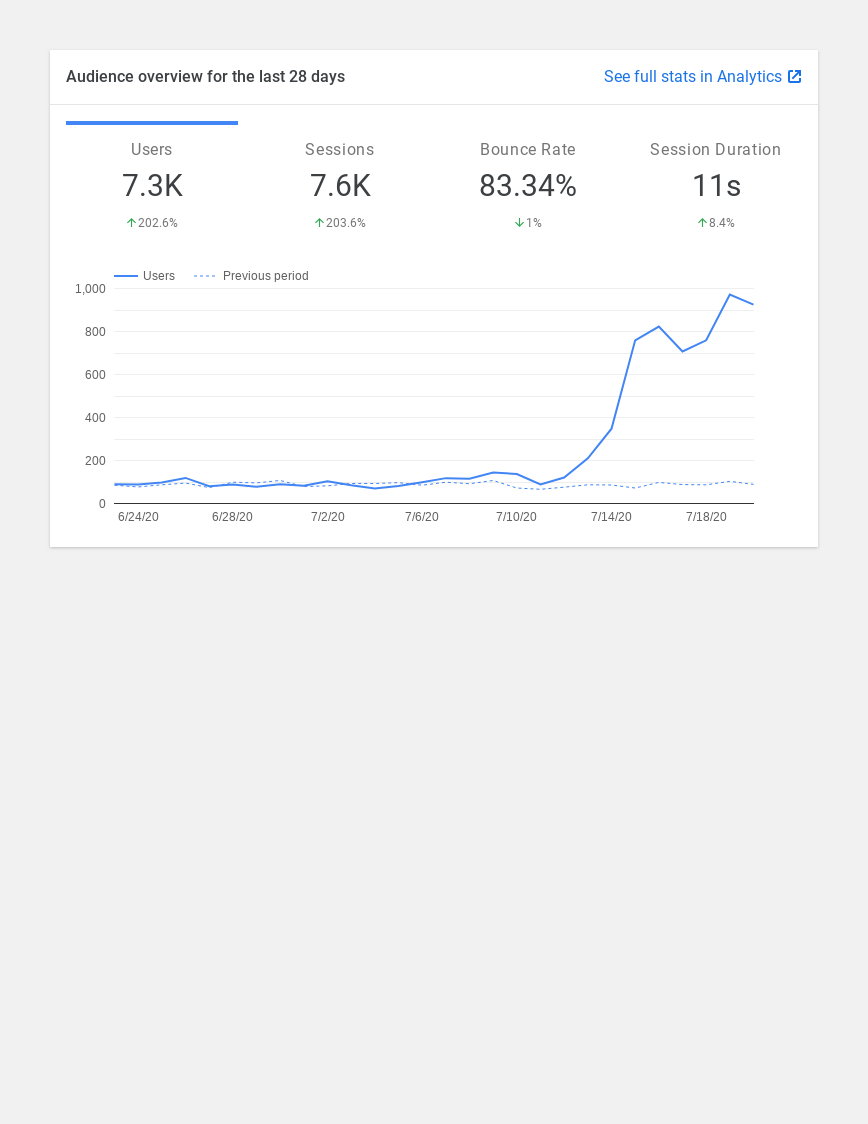 Audience overview for the last 28 days
See full stats in Analytics
Users
Sessions
Bounce Rate
Session Duration
7.3K
7.6K
83.34%
11s
↑202.6%
↑203.6%
↓1%
↑8.4%
Users
Previous period
1,000
800
600
400
200
0
6/24/20
6/28/20
7/2/20
7/6/20
7/10/20
7/14/20
7/18/20